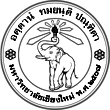 อตฺตานํ ทมยนฺติ ปณฺฑิตา
มหาวิทยาลัยเชียงใหม่ พ.ศ.๒๕๐๗